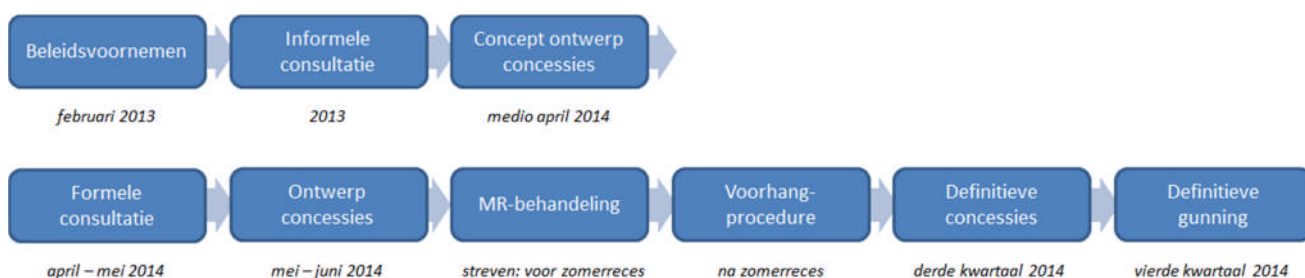 Beleidsvoornemen
Informele
consultatie
Concept ontwerp
concessies
februari 2013
2013
medio april 2014
Formele
consultatie
Ontwerp
concessies
MR-behandeling
Voorhang-
procedure
Definitieve
concessies
Definitieve
gunning
april – mei 2014
mei – juni 2014
streven: voor zomerreces
na zomerreces
derde kwartaal 2014
vierde kwartaal 2014